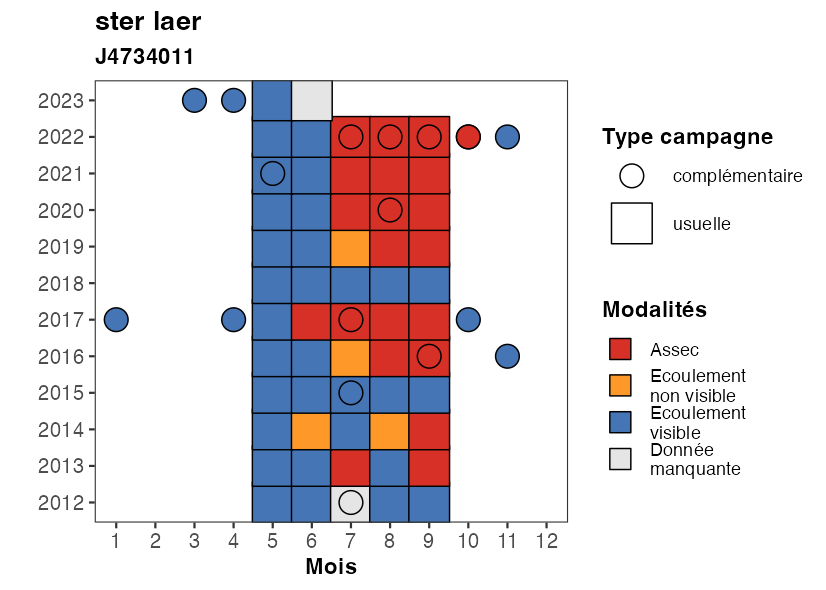 ster laer
J4734011
2023
2022
2021
2020
2019
2018
2017
2016
2015
2014
2013
2012
1 2 3 4 5 6 7 8 9 10 11 12
Mois
Type campagne
complémentaire
usuelle
Modalités
Assec
Ecoulement
non visible
Ecoulement
visible
Donnée
manquante